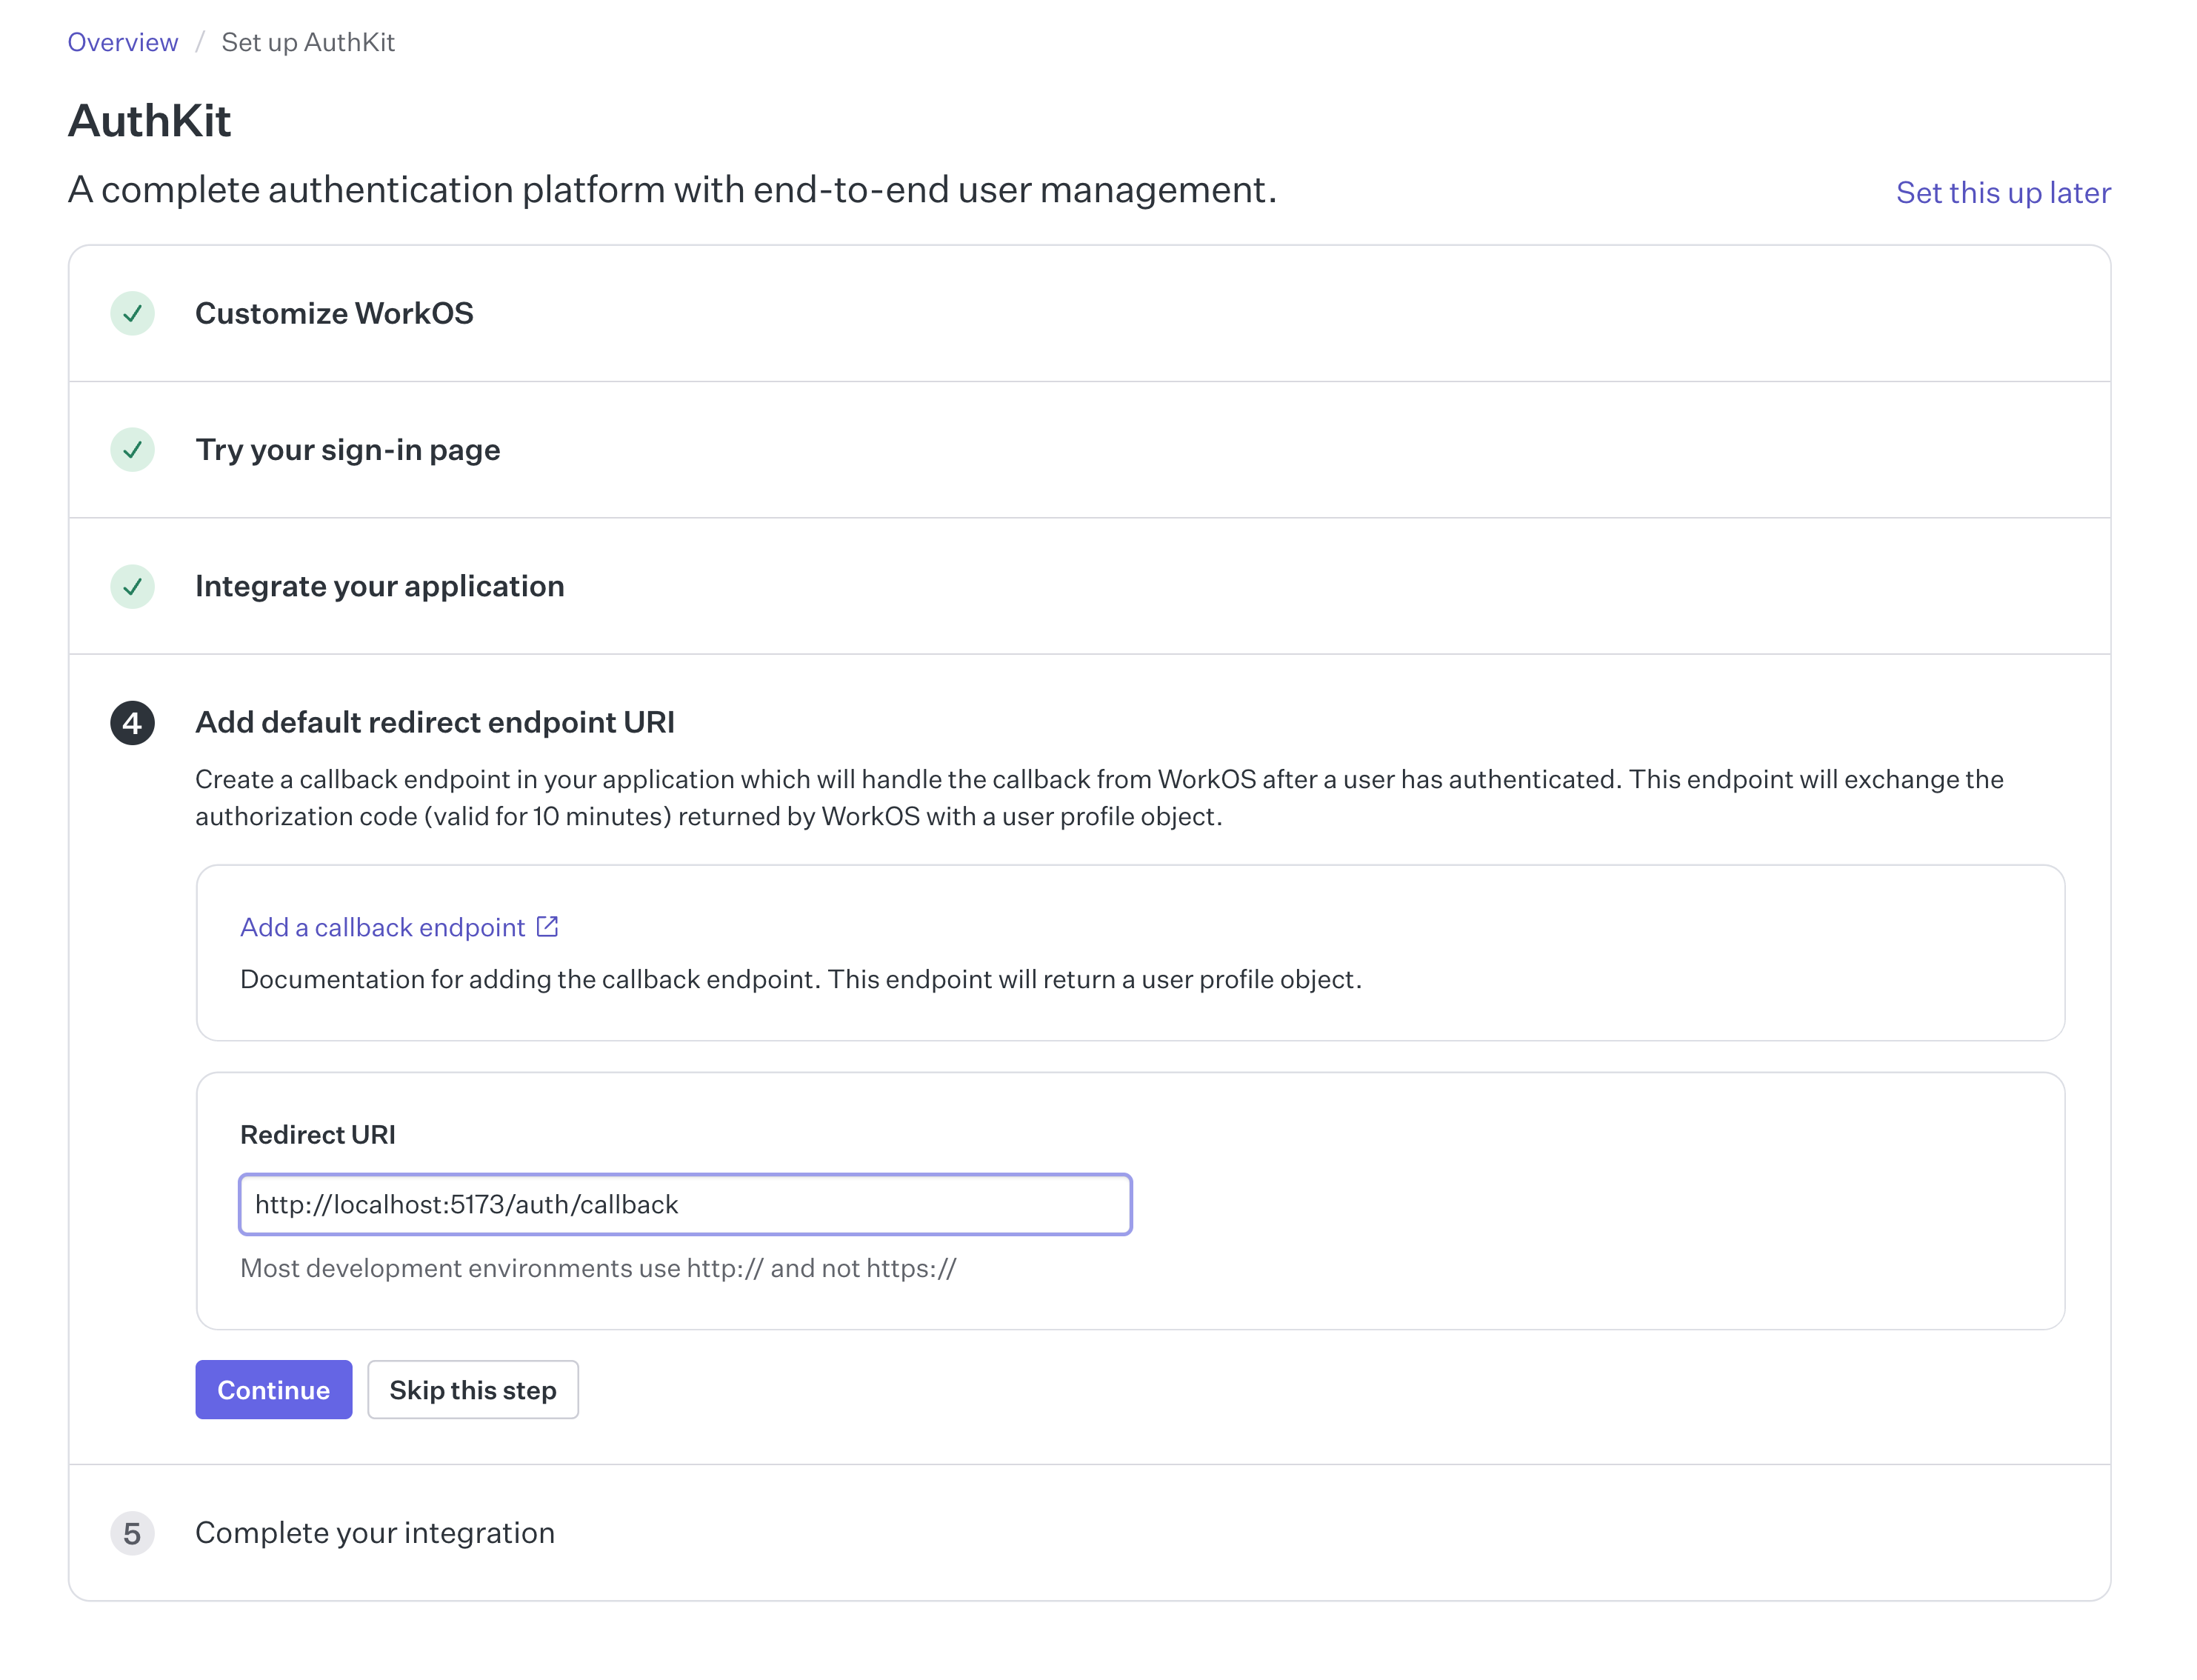 Overview / Set up AuthKit
AuthKit
A complete authentication platform with end-to-end user management.
Set this up later
Customize WorkOS
Try your sign-in page
Integrate your application
4 Add default redirect endpoint URI
Create a callback endpoint in your application which will handle the callback from WorkOS after a user has authenticated. This endpoint will exchange the
authorization code (valid for 10 minutes) returned by WorkOS with a user profile object.
Add a callback endpoint
Documentation for adding the callback endpoint. This endpoint will return a user profile object.
Redirect URI
http://localhost:5173/auth/callback
Most development environments use http:// and not https://
Continue Skip this step
5 Complete your integration